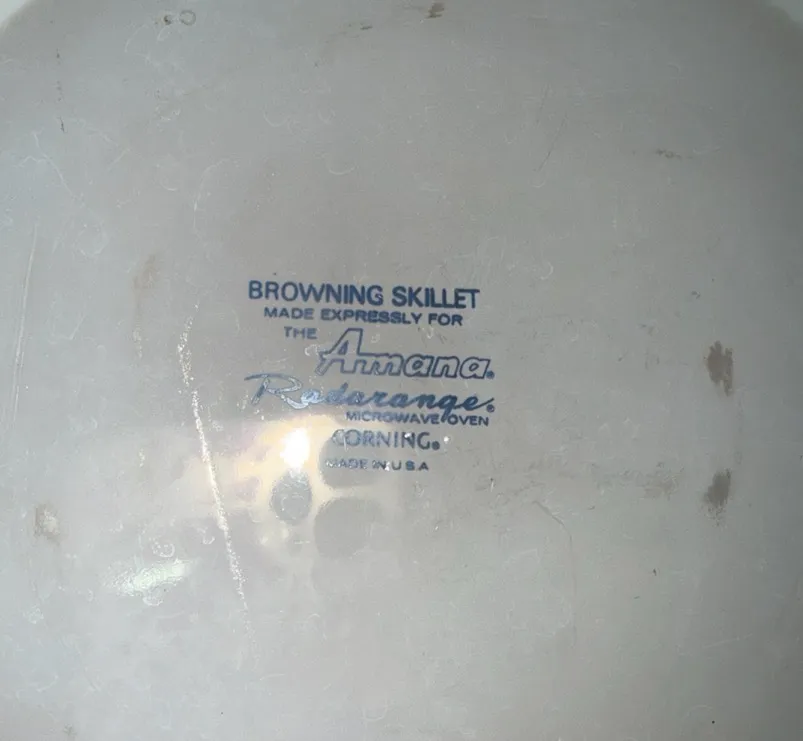 BROWNING SKILLET
MADE EXPRESSLY FOR
THE Amana®
Radarange®
MICROWAVE OVEN
CORNING®
MADE IN U S A